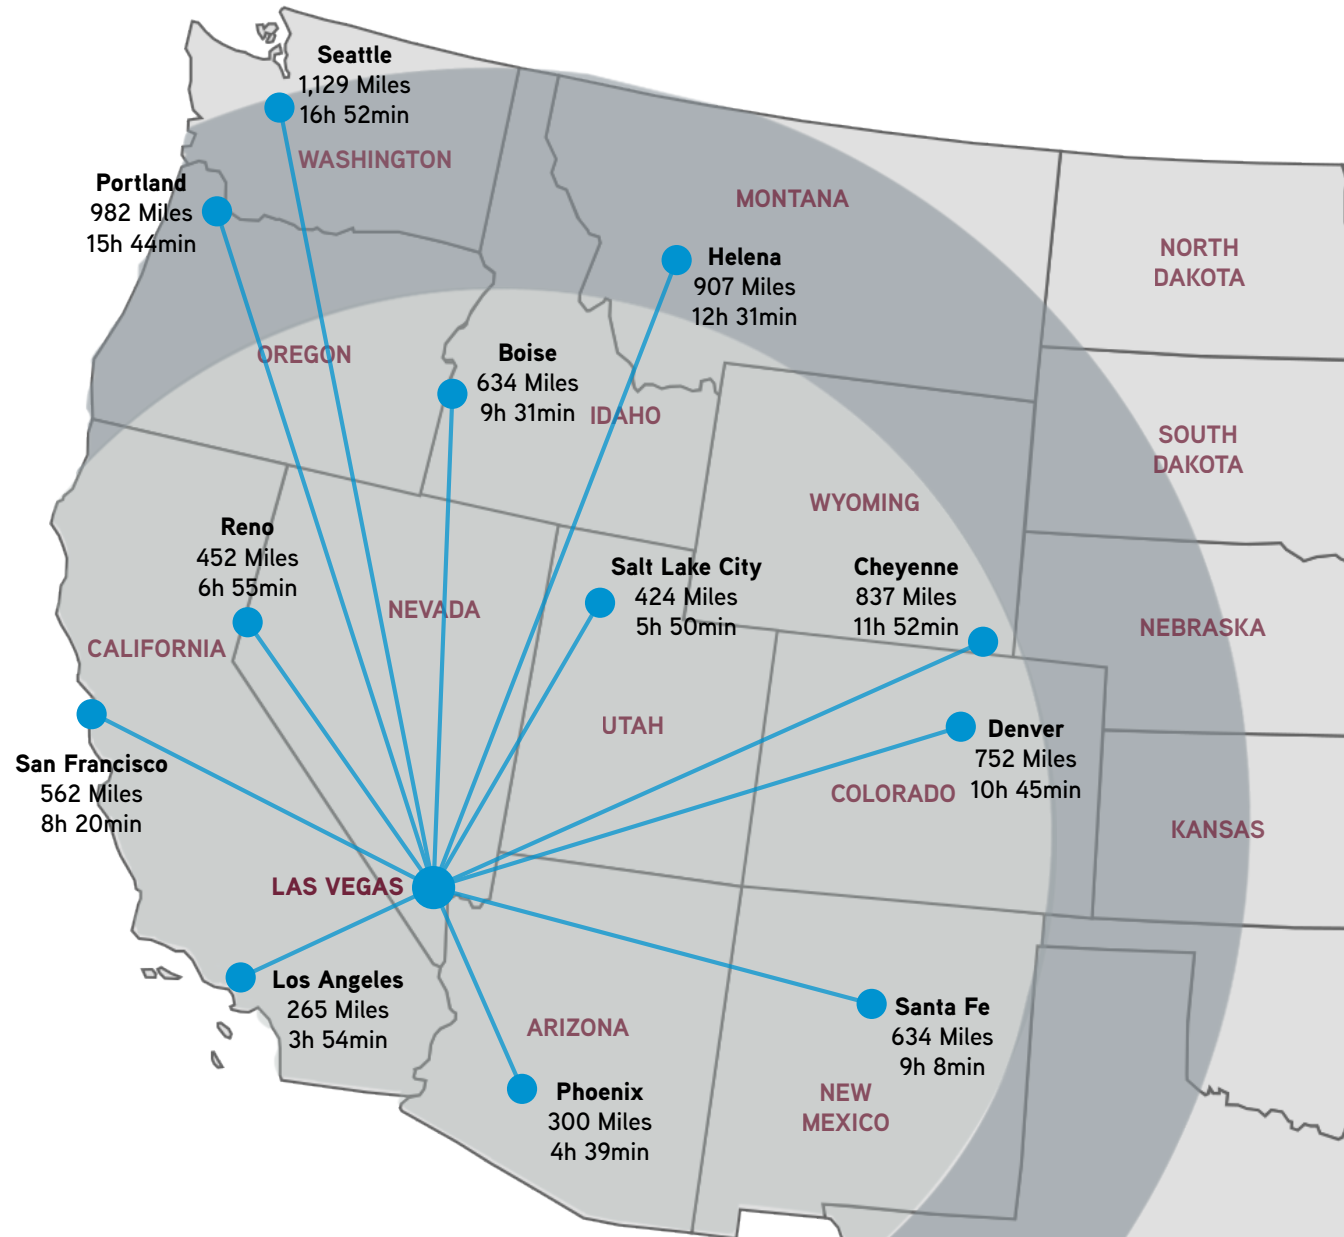 Seattle
1,129 Miles
16h 52min
WASHINGTON
Portland
982 Miles
15h 44min
MONTANA
Helena
907 Miles
12h 31min
NORTH
DAKOTA
OREGON
Boise
634 Miles
9h 31min
IDAHO
SOUTH
DAKOTA
WYOMING
Reno
452 Miles
6h 55min
NEVADA
Salt Lake City
424 Miles
5h 50min
Cheyenne
837 Miles
11h 52min
NEBRASKA
CALIFORNIA
UTAH
Denver
752 Miles
10h 45min
COLORADO
KANSAS
San Francisco
562 Miles
8h 20min
LAS VEGAS
Los Angeles
265 Miles
3h 54min
ARIZONA
Santa Fe
634 Miles
9h 8min
Phoenix
300 Miles
4h 39min
NEW
MEXICO